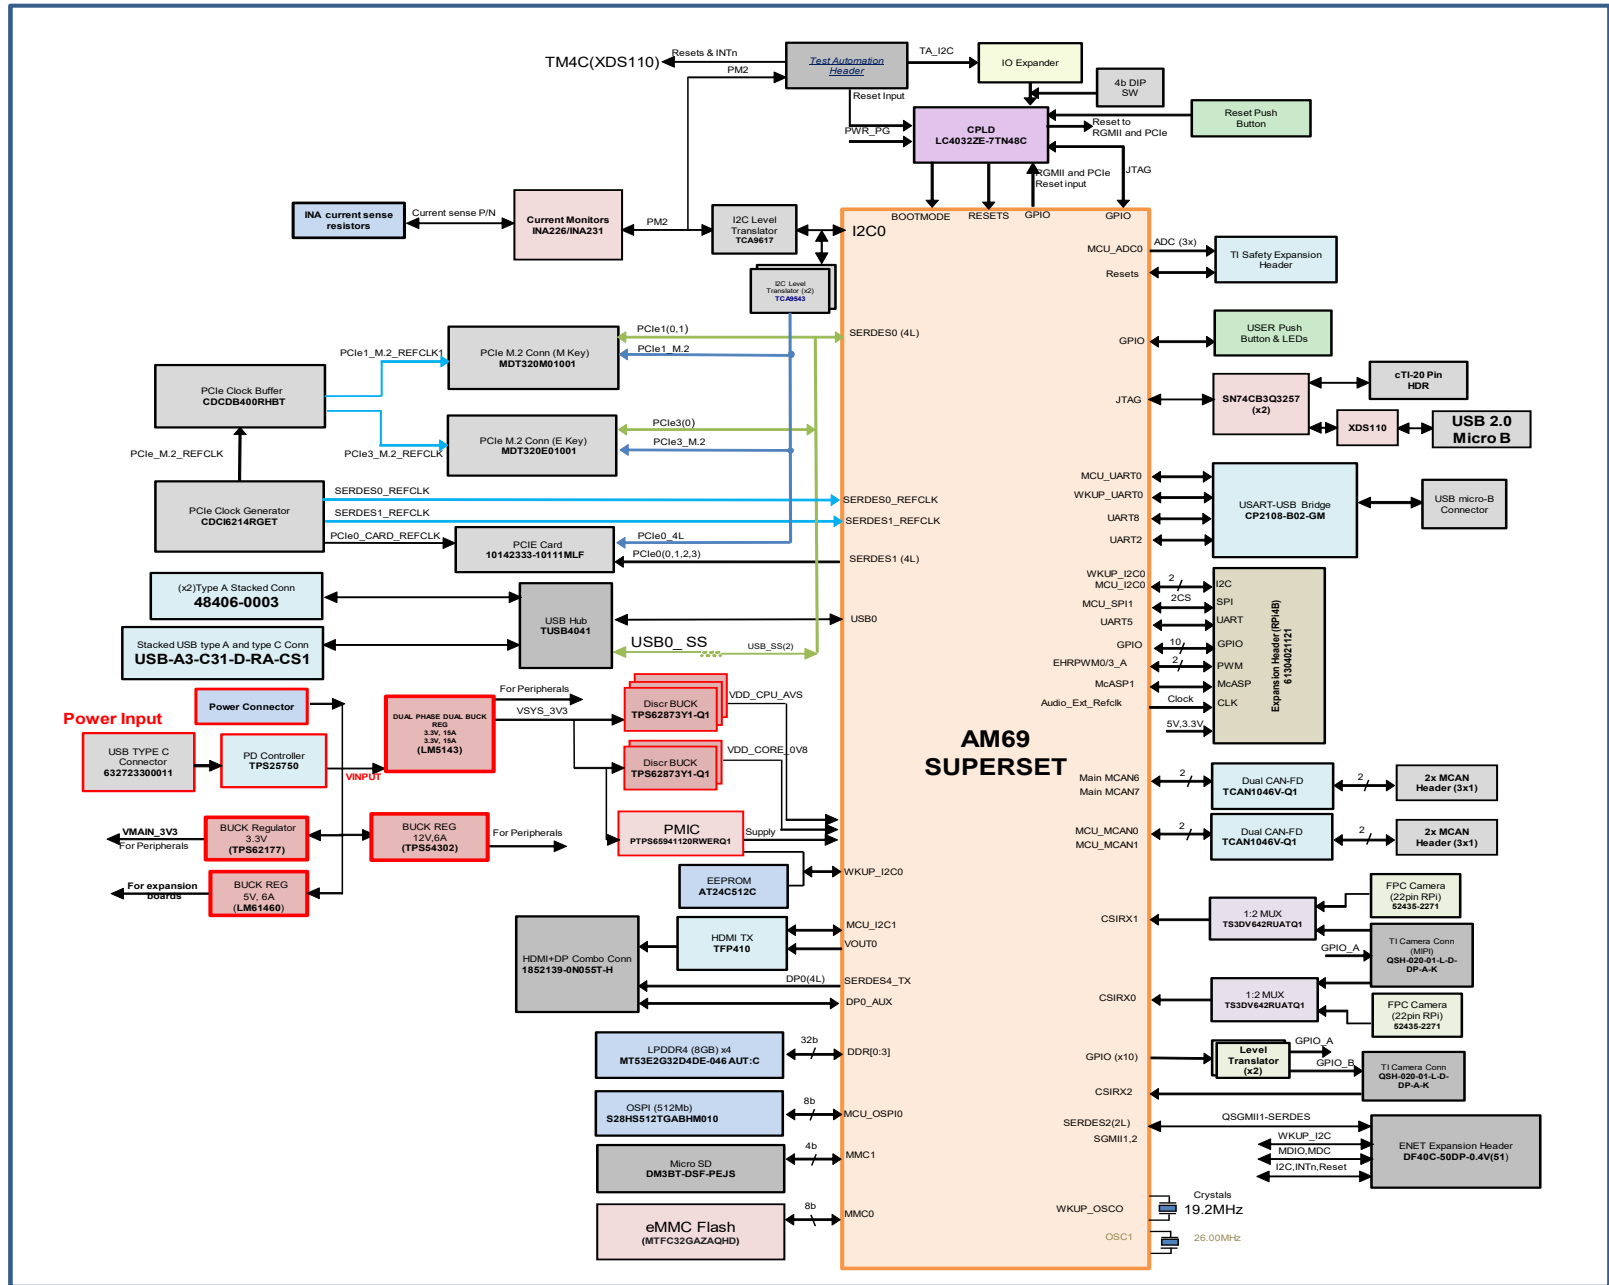 TM4C(XDS110)
Resets & INTn
PM2
Test Automation
Header
TA_I2C
IO Expander
4b DIP
SW
Reset Input
PWR_PG
CPLD
LC4032ZE-7TN48C
Reset to
RGMII and PCIe
Reset Push
Button
RGMII and PCIe
Reset input
JTAG
BOOTMODE
RESETS
GPIO
GPIO
INA current sense
resistors
Current sense P/N
Current Monitors
INA226/INA231
PM2
I2C Level
Translator
TCA9617
I2C0
I2C Level
Translator (x2)
TCA9543
MCU_ADC0
ADC (3x)
Resets
TI Safety Expansion
Header
PCIe1_M.2_REFCLK1
PCIe M.2 Conn (M Key)
MDT320M01001
PCIe1(0,1)
PCIe1_M.2
SERDES0 (4L)
GPIO
USER Push
Button & LEDs
PCIe Clock Buffer
CDCDB400RHBT
PCIe_M.2_REFCLK
PCIe3_M.2_REFCLK
PCIe M.2 Conn (E Key)
MDT320E01001
PCIe3(0)
PCIe3_M.2
JTAG
SN74CB3Q3257
(x2)
cTI-20 Pin
HDR
XDS110
USB 2.0
Micro B
PCIe Clock Generator
CDCI6214RGET
SERDES0_REFCLK
SERDES1_REFCLK
PCIe0_CARD_REFCLK
SERDES0_REFCLK
SERDES1_REFCLK
PCIE Card
10142333-10111MLF
PCIe0_4L
PCIe0(0,1,2,3)
SERDES1 (4L)
MCU_UART0
WKUP_UART0
UART8
UART2
USART-USB Bridge
CP2108-B02-GM
USB micro-B
Connector
(x2)Type A Stacked Conn
48406-0003
Stacked USB type A and type C Conn
USB-A3-C31-D-RA-CS1
USB Hub
TUSB4041
USB0
USB0_ SS
USB_SS(2)
WKUP_I2C0
MCU_I2C0
2
I2C
MCU_SPI1
2CS
SPI
UART5
UART
GPIO
10
GPIO
EHRPWM0/3_A
2
PWM
McASP1
McASP
Audio_Ext_Refclk
Clock
CLK
5V,3.3V
Expansion Header (RPi4B)
61304021121
Power Input
Power Connector
USB TYPE C
Connector
632723300011
PD Controller
TPS25750
VINPUT
DUAL PHASE DUAL BUCK
REG
3.3V, 15A
3.3V, 15A
(LM5143)
For Peripherals
VSYS_3V3
Discr BUCK
TPS62873Y1-Q1
VDD_CPU_AVS
Discr BUCK
TPS62873Y1-Q1
VDD_CORE_0V8
AM69
SUPERSET
Main MCAN6
Main MCAN7
2
Dual CAN-FD
TCAN1046V-Q1
2
2x MCAN
Header (3x1)
MCU_MCAN0
MCU_MCAN1
2
Dual CAN-FD
TCAN1046V-Q1
2
2x MCAN
Header (3x1)
VMAIN_3V3
For Peripherals
BUCK Regulator
3.3V
(TPS62177)
BUCK REG
12V,6A
(TPS54302)
For Peripherals
PMIC
PTPS65941120RWERQ1
Supply
For expansion
boards
BUCK REG
5V, 6A
(LM61460)
EEPROM
AT24C512C
WKUP_I2C0
HDMI+DP Combo Conn
1852139-0N055T-H
HDMI TX
TFP410
MCU_I2C1
VOUT0
DP0(4L)
SERDES4_TX
DP0_AUX
CSIRX1
1:2 MUX
TS3DV642RUATQ1
FPC Camera
(22pin RPi)
52435-2271
GPIO_A
TI Camera Conn
(MIPI)
QSH-020-01-L-D-
DP-A-K
CSIRX0
1:2 MUX
TS3DV642RUATQ1
FPC Camera
(22pin RPi)
52435-2271
LPDDR4 (8GB) x4
MT53E2G32D4DE-046 AUT:C
32b
DDR[0:3]
GPIO (x10)
Level
Translator
(x2)
GPIO_A
GPIO_B
TI Camera Conn
QSH-020-01-L-D-
DP-A-K
CSIRX2
OSPI (512Mb)
S28HS512TGABHM010
8b
MCU_OSPI0
SERDES2(2L)
SGMII1,2
QSGMII1-SERDES
WKUP_I2C
MDIO,MDC
I2C,INTn,Reset
ENET Expansion Header
DF40C-50DP-0.4V(51)
Micro SD
DM3BT-DSF-PEJS
4b
MMC1
eMMC Flash
(MTFC32GAZAQHD)
8b
MMC0
WKUP_OSCO
Crystals
19.2MHz
OSC1
26.00MHz